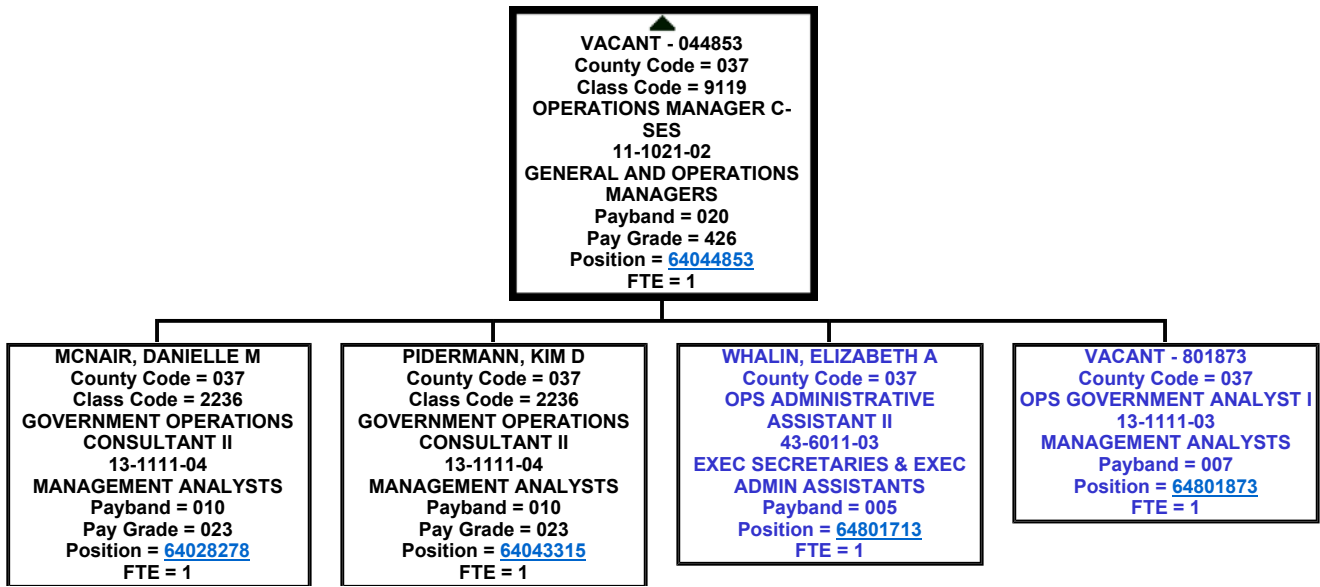 VACANT - 044853
County Code = 037
Class Code = 9119
OPERATIONS MANAGER C-
SES
11-1021-02
GENERAL AND OPERATIONS
MANAGERS
Payband = 020
Pay Grade = 426
Position = 64044853
FTE = 1
MCNAIR, DANIELLE M
County Code = 037
Class Code = 2236
GOVERNMENT OPERATIONS
CONSULTANT II
13-1111-04
MANAGEMENT ANALYSTS
Payband = 010
Pay Grade = 023
Position = 64028278
FTE = 1
PIDERMANN, KIM D
County Code = 037
Class Code = 2236
GOVERNMENT OPERATIONS
CONSULTANT II
13-1111-04
MANAGEMENT ANALYSTS
Payband = 010
Pay Grade = 023
Position = 64043315
FTE = 1
WHALIN, ELIZABETH A
County Code = 037
OPS ADMINISTRATIVE
ASSISTANT II
43-6011-03
EXEC SECRETARIES & EXEC
ADMIN ASSISTANTS
Payband = 005
Position = 64801713
FTE = 1
VACANT - 801873
County Code = 037
OPS GOVERNMENT ANALYST I
13-1111-03
MANAGEMENT ANALYSTS
Payband = 007
Position = 64801873
FTE = 1